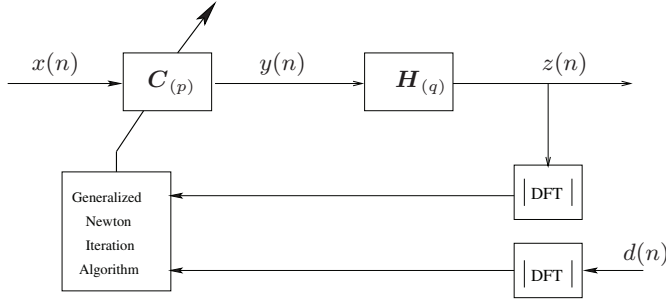 x(n)
C(p)
y(n)
H(q)
z(n)
Generalized
Newton
Iteration
Algorithm
|DFT|
|DFT|
d(n)